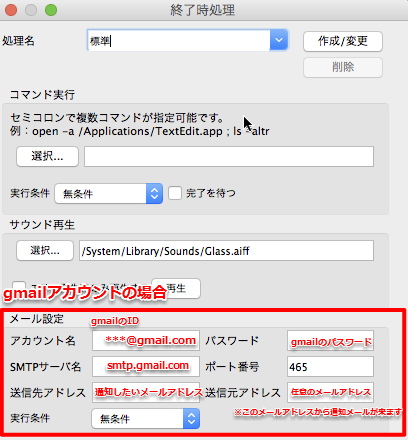 終了時処理
処理名 標準 作成/変更
削除
コマンド実行
セミコロンで複数コマンドが指定可能です。
例：open -a /Applications/TextEdit.app ; ls -altr
選択...
実行条件 無条件 完了を待つ
サウンド再生
選択... /System/Library/Sounds/Glass.aiff
再生
gmailアカウントの場合
メール設定
gmailのID
アカウント名 ***@gmail.com パスワード gmailのパスワード
SMTPサーバ名 smtp.gmail.com ポート番号 465
送信先アドレス 通知したいメールアドレス 送信元アドレス 任意のメールアドレス
※このメールアドレスから通知メールが来ます
実行条件 無条件